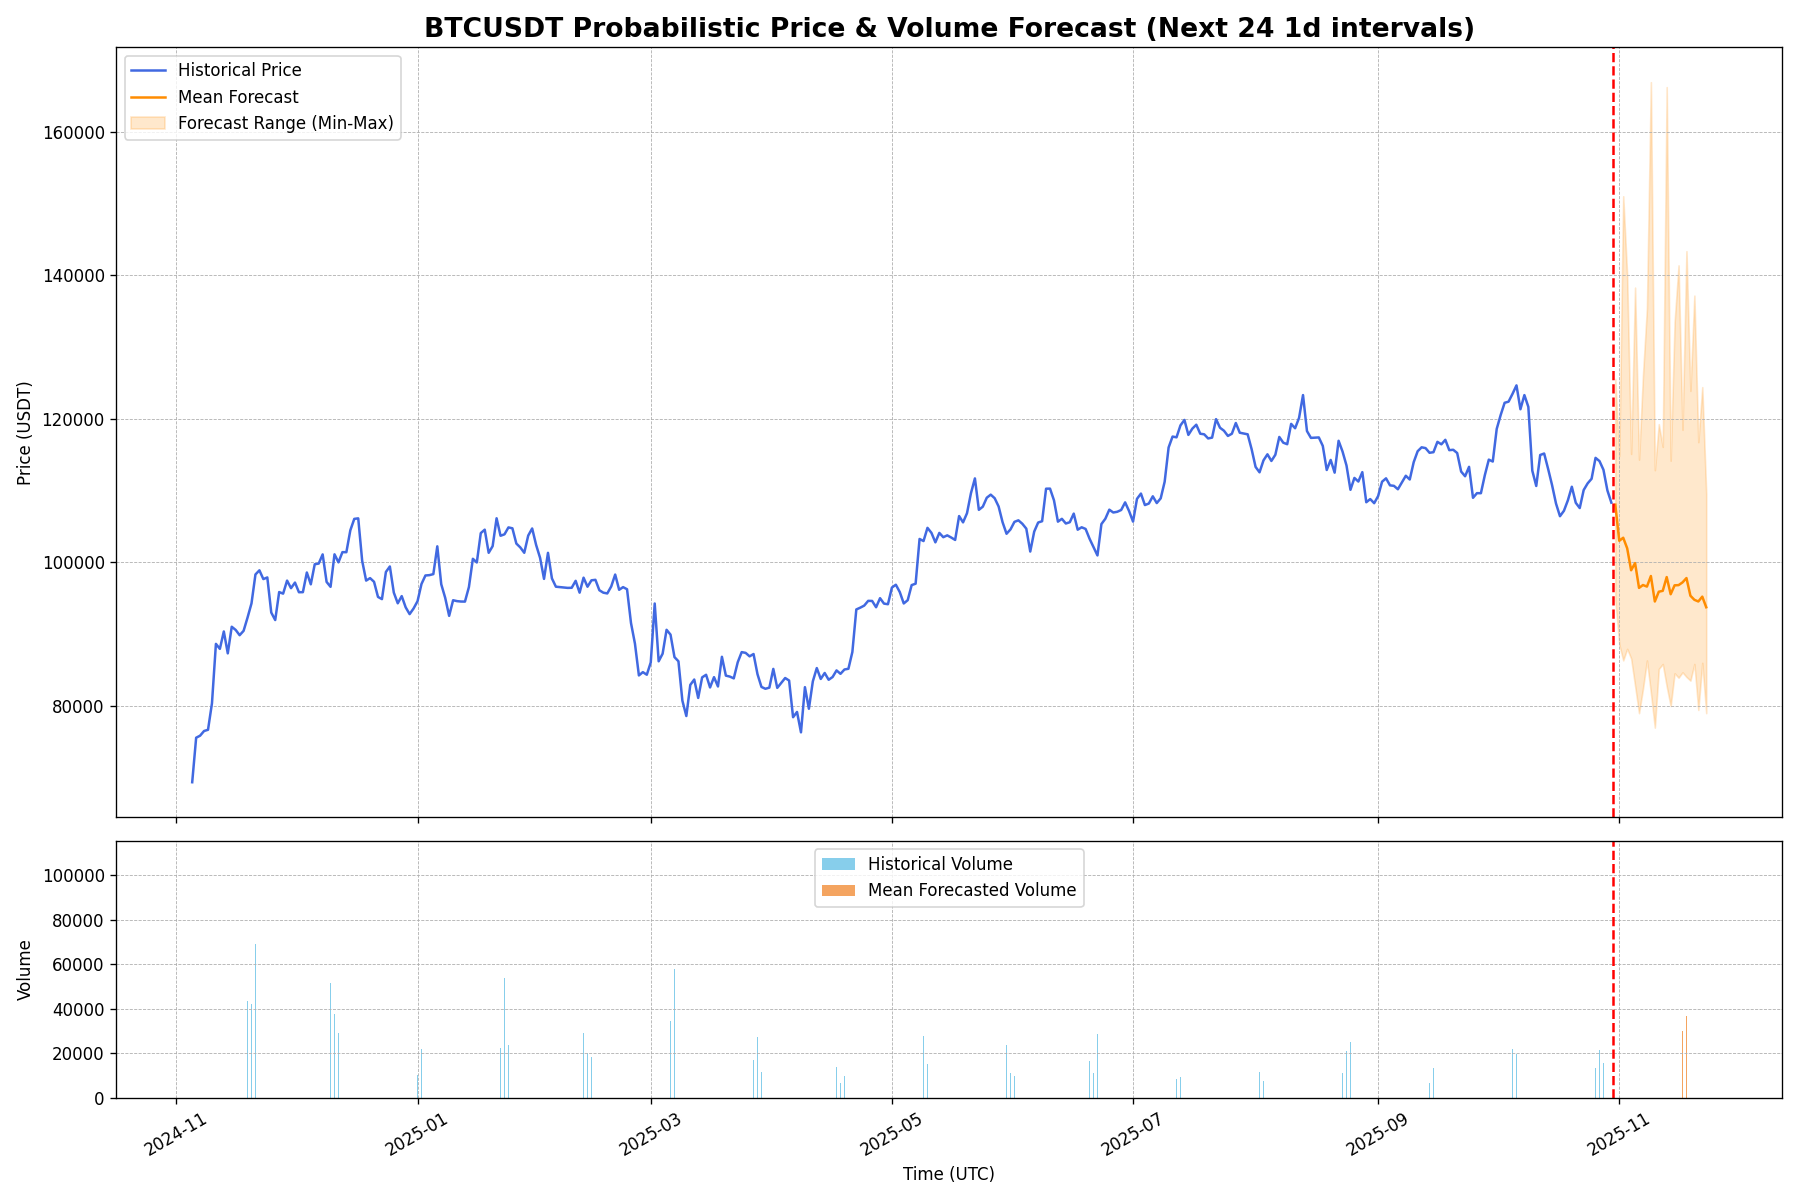 BTCUSDT Probabilistic Price & Volume Forecast (Next 24 1d intervals)
Historical Price
Mean Forecast
Forecast Range (Min-Max)
160000
140000
120000
100000
80000
Price (USDT)
Historical Volume
Mean Forecasted Volume
100000
80000
60000
40000
20000
0
Volume
2024-11
2025-01
2025-03
2025-05
2025-07
2025-09
2025-11
Time (UTC)